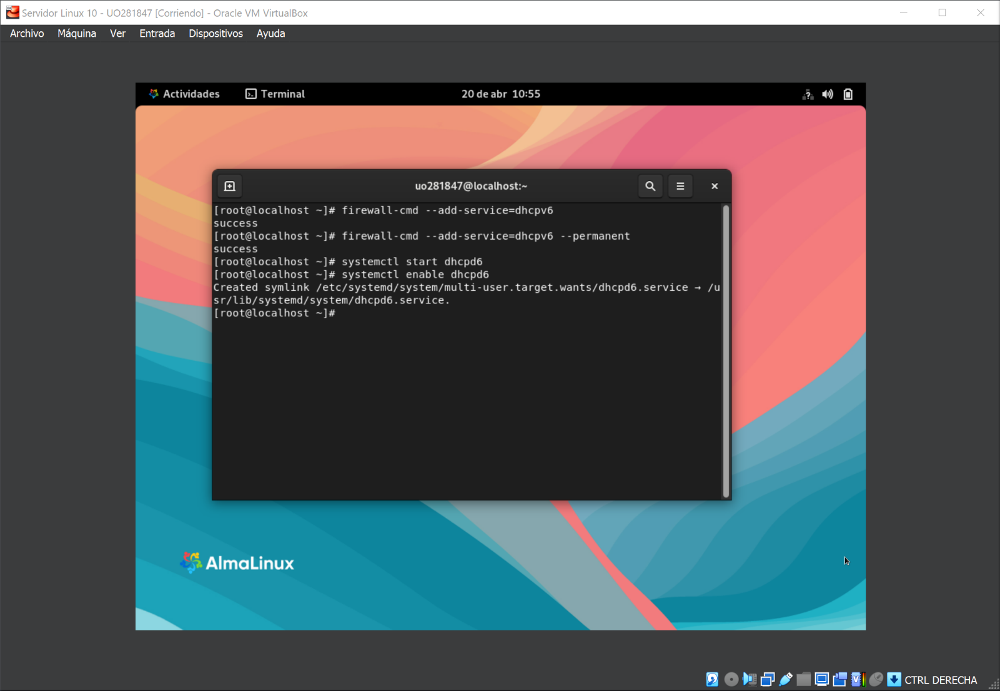 Servidor Linux 10 - UO281847 [Corriendo] - Oracle VM VirtualBox
Archivo Máquina Ver Entrada Dispositivos Ayuda
Actividades Terminal 20 de abr 10:55
uo281847@localhost:~
[root@localhost ~]# firewall-cmd --add-service=dhcpv6
success
[root@localhost ~]# firewall-cmd --add-service=dhcpv6 --permanent
success
[root@localhost ~]# systemctl start dhcpd6
[root@localhost ~]# systemctl enable dhcpd6
Created symlink /etc/systemd/system/multi-user.target.wants/dhcpd6.service → /u
sr/lib/systemd/system/dhcpd6.service.
[root@localhost ~]#
AlmaLinux
CTRL DERECHA